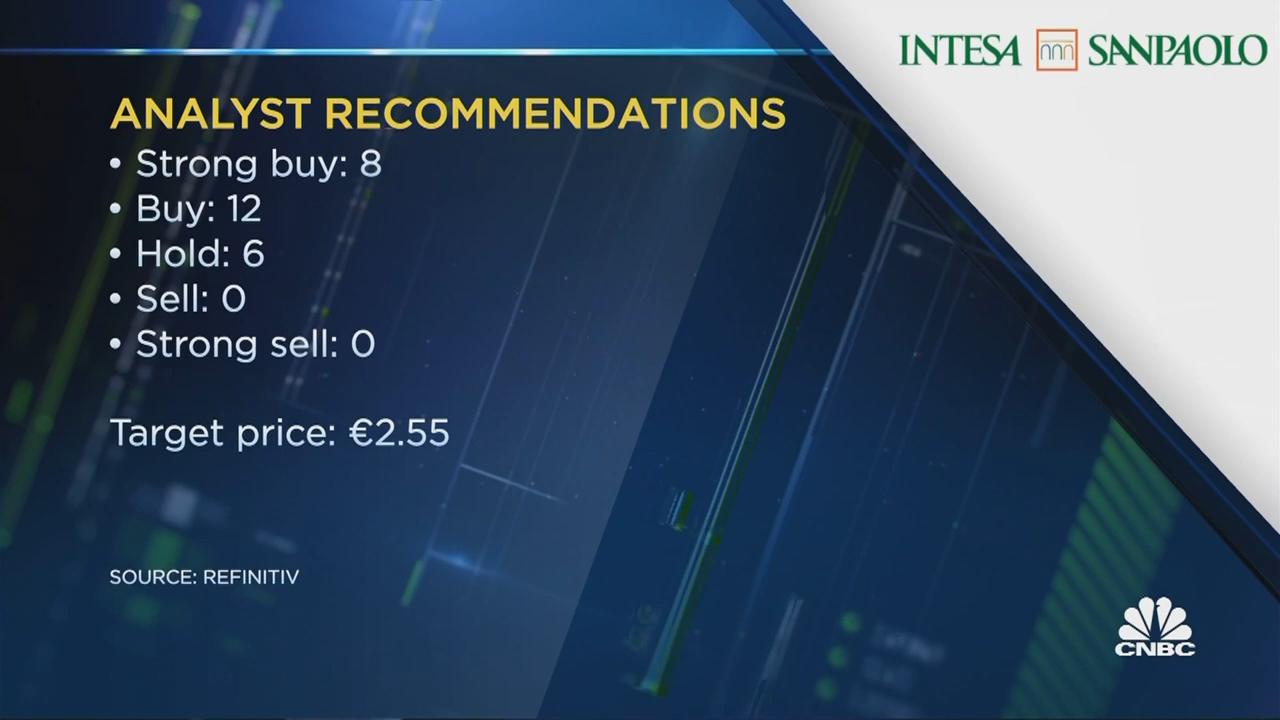 INTESA SANPAOLO
ANALYST RECOMMENDATIONS
• Strong buy: 8
• Buy: 12
• Hold: 6
• Sell: 0
• Strong sell: 0
Target price: €2.55
SOURCE: REFINITIV
CNBC